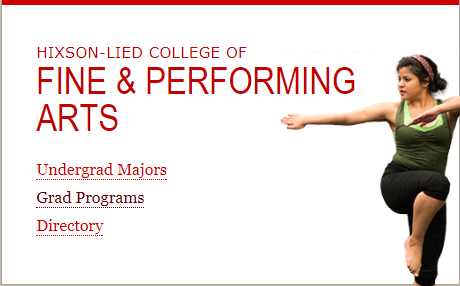 HIXSON-LIED COLLEGE OF
FINE & PERFORMING
ARTS
Undergrad Majors
Grad Programs
Directory